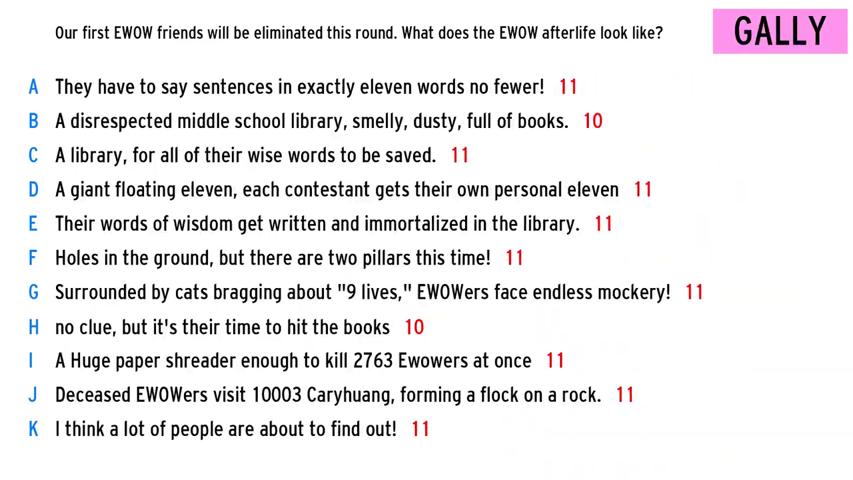 Our first EWOW friends will be eliminated this round. What does the EWOW afterlife look like?
GALLY
A They have to say sentences in exactly eleven words no fewer! 11
B A disrespected middle school library, smelly, dusty, full of books. 10
C A library, for all of their wise words to be saved. 11
D A giant floating eleven, each contestant gets their own personal eleven 11
E Their words of wisdom get written and immortalized in the library. 11
F Holes in the ground, but there are two pillars this time! 11
G Surrounded by cats bragging about "9 lives," EWOWers face endless mockery! 11
H no clue, but it's their time to hit the books 10
I A Huge paper shreader enough to kill 2763 Ewowers at once 11
J Deceased EWOWers visit 10003 Caryhuang, forming a flock on a rock. 11
K I think a lot of people are about to find out! 11